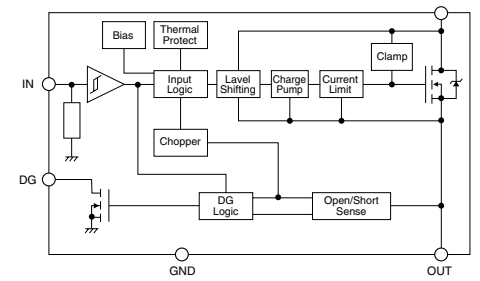 Bias
Thermal
Protect
Clamp
IN
Input
Logic
Lavel
Shifting
Charge
Pump
Current
Limit
Chopper
DG
DG
Logic
Open/Short
Sense
GND
OUT